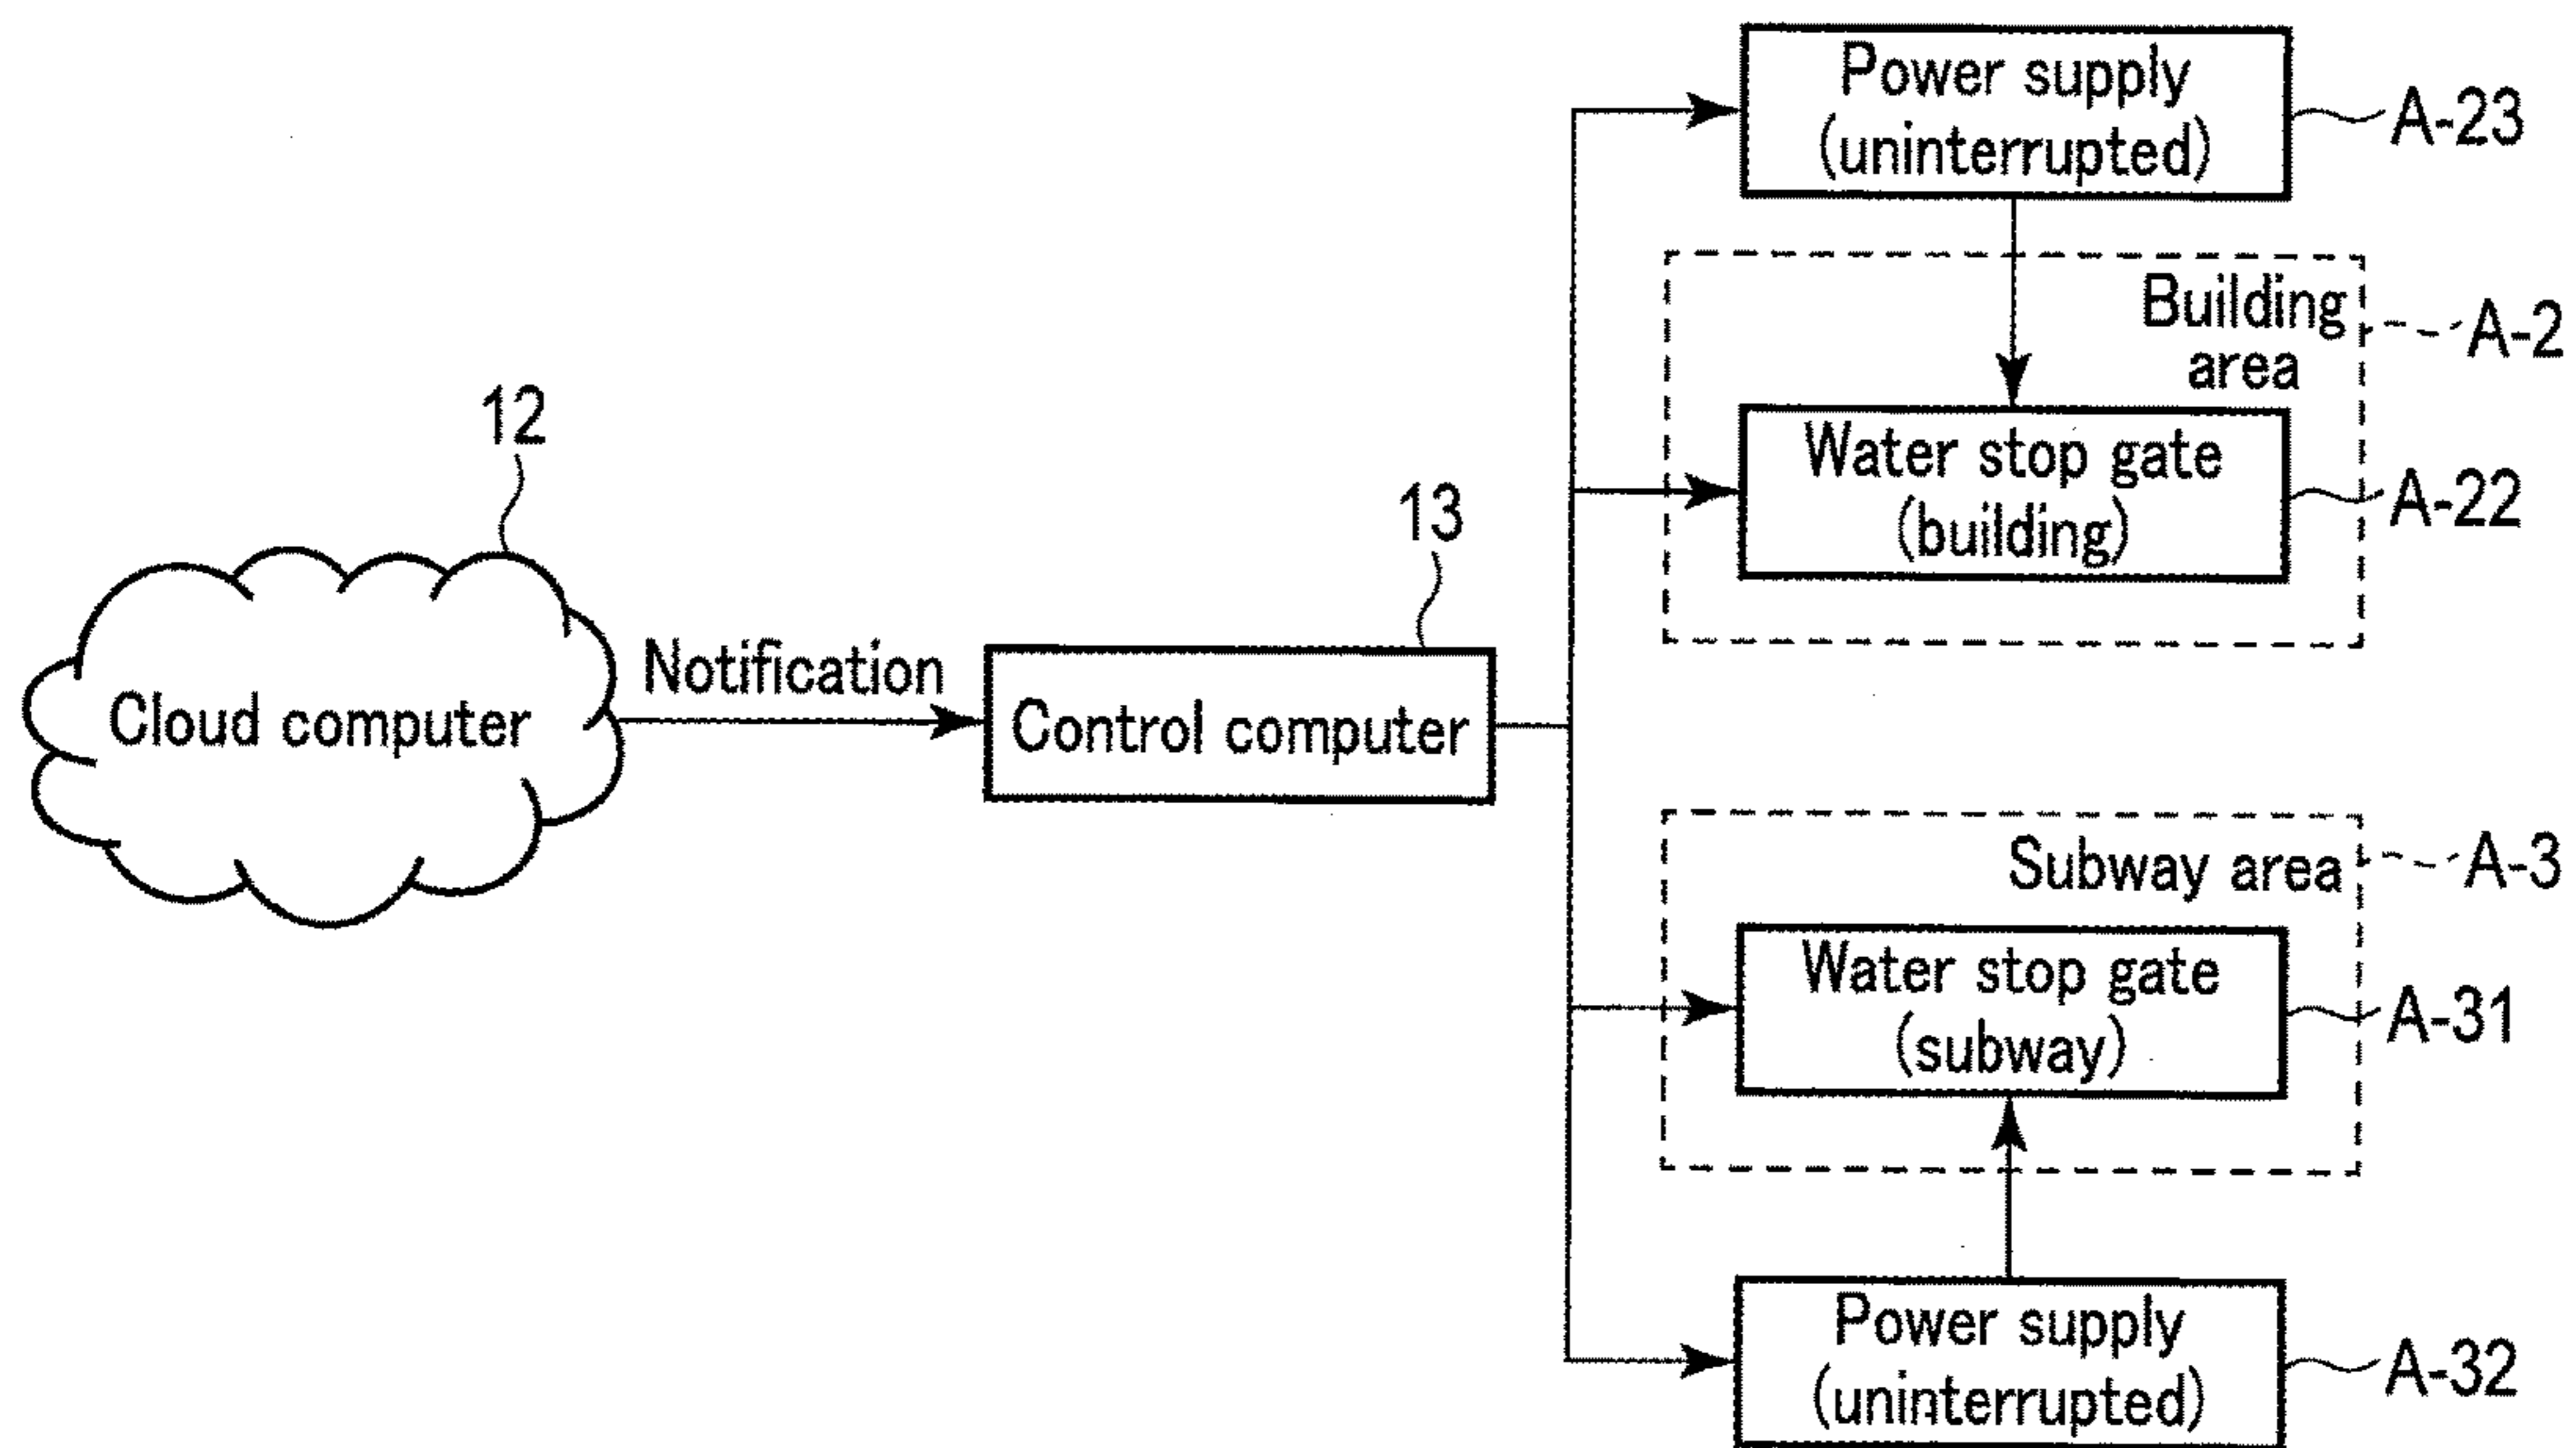 Power supply
(uninterrupted)
A-23
Building
area
A-2
12
Water stop gate
(building)
A-22
13
Notification
Cloud computer
Control computer
Subway area
A-3
Water stop gate
(subway)
A-31
Power supply
(uninterrupted)
A-32